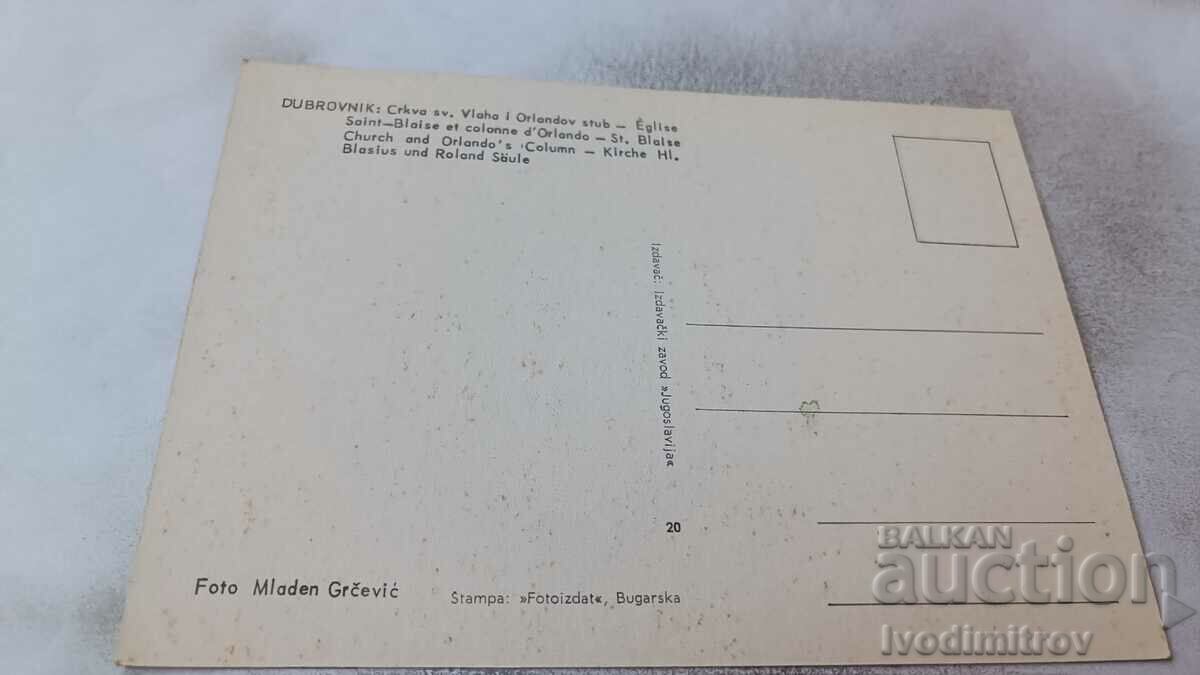 DUBROVNIK: Crkva sv. Vlaha i Orlandov stub – Église
Saint–Blaise et colonne d'Orlando – St. Blaise
Church and Orlando's Column – Kirche Hl.
Blasius und Roland Säule
Izdavač: Izdavački zavod »Jugoslavija«
20
Foto Mladen Grčević
Štampa: »Fotoizdat«, Bugarska
BALKAN
auction
Ivodimitrov